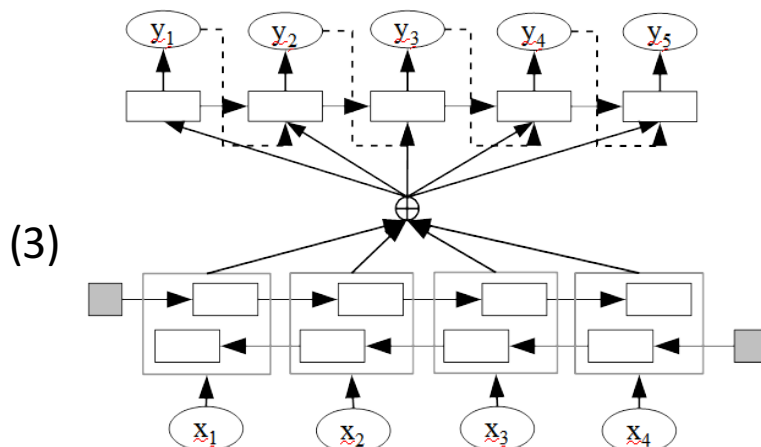 y₁ y₂ y₃ y₄ y₅
(3)
x₁ x₂ x₃ x₄